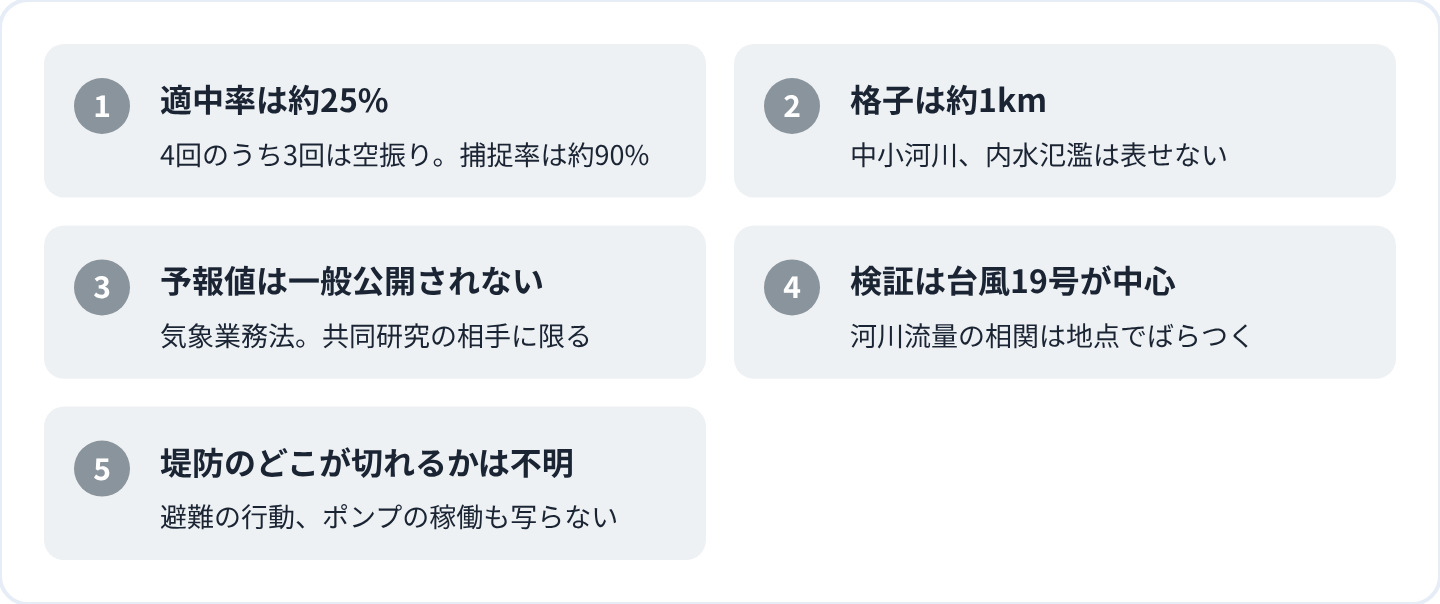 1
適中率は約25%
4回のうち3回は空振り。捕捉率は約90%
2
格子は約1km
中小河川、内水氾濫は表せない
3
予報値は一般公開されない
気象業務法。共同研究の相手に限る
4
検証は台風19号が中心
河川流量の相関は地点でばらつく
5
堤防のどこが切れるかは不明
避難の行動、ポンプの稼働も写らない